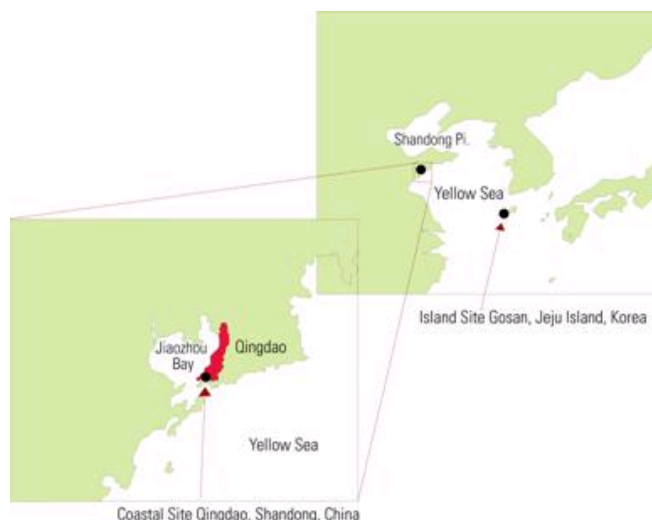 Shandong Pi.
Yellow Sea
Island Site Gosan, Jeju Island, Korea
Jiaozhou
Bay
Qingdao
Yellow Sea
Coastal Site Qingdao, Shandong, China